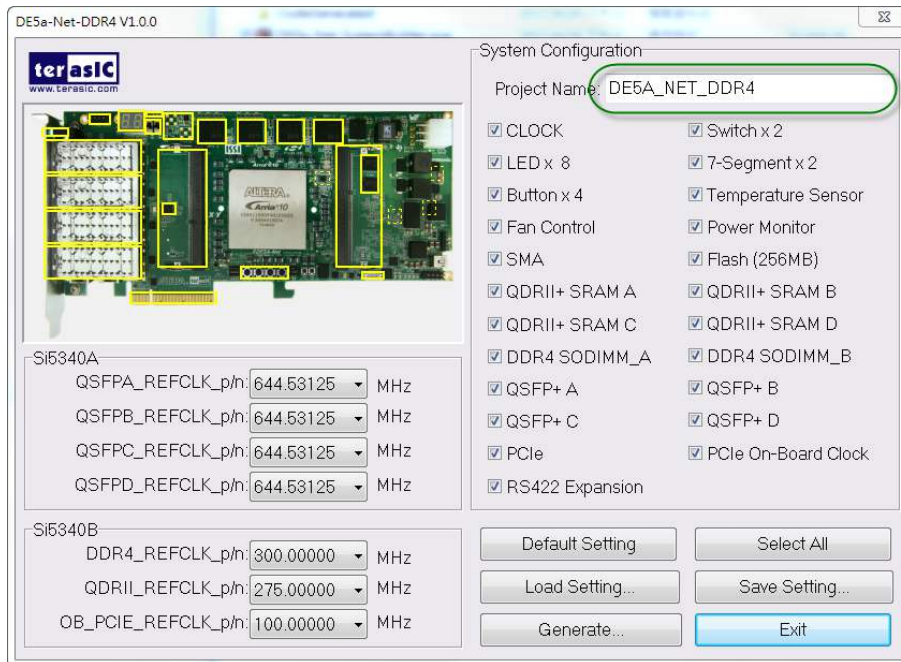 DE5a-Net-DDR4 V1.0.0
terasIC
www.terasic.com
ALTERA
Arria 10
System Configuration
Project Name: DE5A_NET_DDR4
CLOCK
Switch x 2
LED x 8
7-Segment x 2
Button x 4
Temperature Sensor
Fan Control
Power Monitor
SMA
Flash (256MB)
QDRII+ SRAM A
QDRII+ SRAM B
QDRII+ SRAM C
QDRII+ SRAM D
DDR4 SODIMM_A
DDR4 SODIMM_B
QSFP+ A
QSFP+ B
QSFP+ C
QSFP+ D
PCIe
PCIe On-Board Clock
RS422 Expansion
Si5340A
QSFPA_REFCLK_p/n: 644.53125 MHz
QSFPB_REFCLK_p/n: 644.53125 MHz
QSFPC_REFCLK_p/n: 644.53125 MHz
QSFPD_REFCLK_p/n: 644.53125 MHz
Si5340B
DDR4_REFCLK_p/n: 300.00000 MHz
QDRII_REFCLK_p/n: 275.00000 MHz
OB_PCIE_REFCLK_p/n: 100.00000 MHz
Default Setting
Select All
Load Setting...
Save Setting...
Generate...
Exit